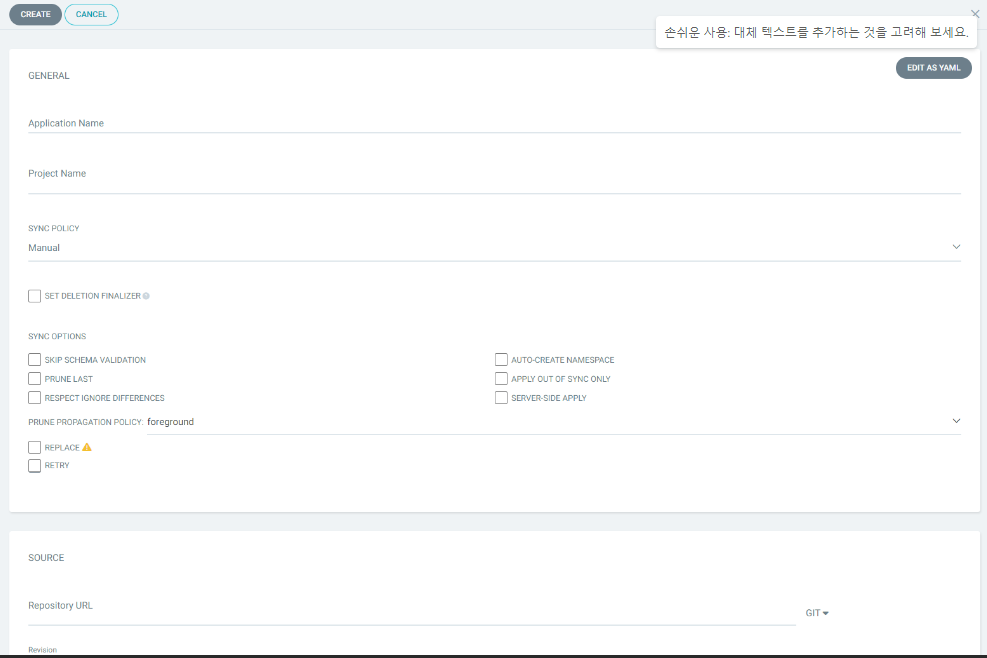 CREATE CANCEL
손쉬운 사용: 대체 텍스트를 추가하는 것을 고려해 보세요.
GENERAL
EDIT AS YAML
Application Name
Project Name
SYNC POLICY
Manual
SET DELETION FINALIZER
SYNC OPTIONS
SKIP SCHEMA VALIDATION AUTO-CREATE NAMESPACE
PRUNE LAST APPLY OUT OF SYNC ONLY
RESPECT IGNORE DIFFERENCES SERVER-SIDE APPLY
PRUNE PROPAGATION POLICY: foreground
REPLACE
RETRY
SOURCE
Repository URL
GIT
Revision